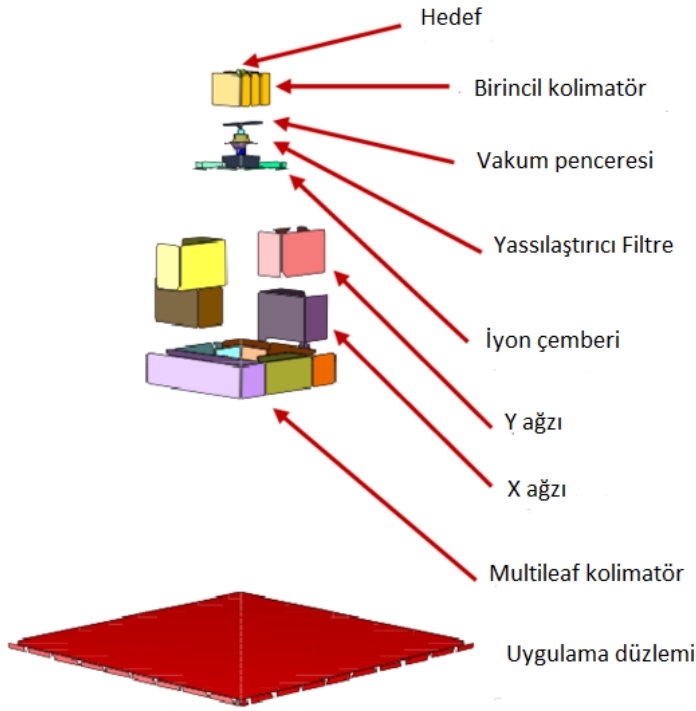 Hedef
Birincil kolimatör
Vakum penceresi
Yassılaştırıcı Filtre
İyon çemberi
Y ağzı
X ağzı
Multileaf kolimatör
Uygulama düzlemi